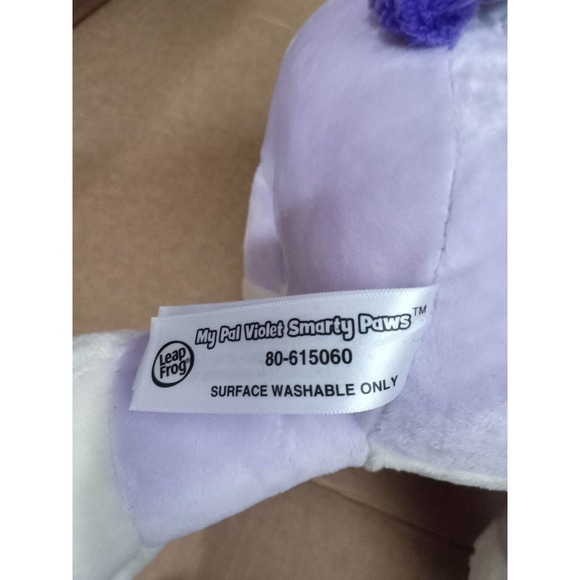 My Pal Violet Smarty Paws™
Leap
Frog®
80-615060
SURFACE WASHABLE ONLY